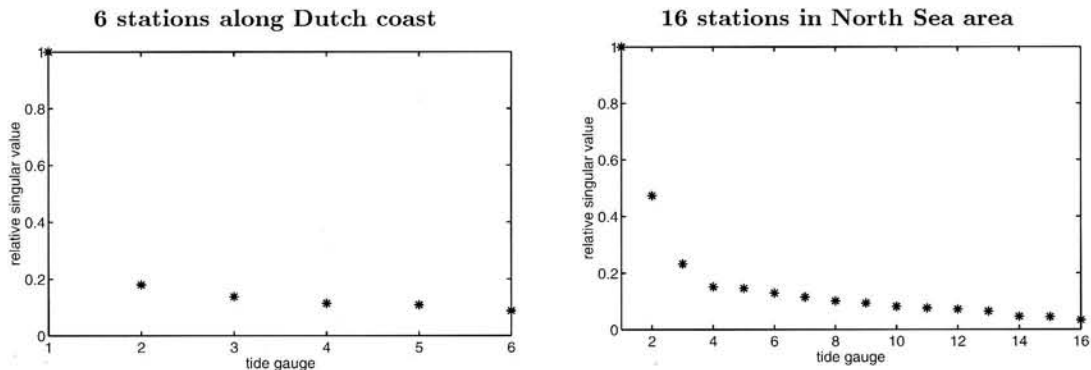 6 stations along Dutch coast
1
0.8
0.6
0.4
0.2
0
relative singular value
1 2 3 4 5 6
tide gauge
16 stations in North Sea area
1
0.8
0.6
0.4
0.2
0
relative singular value
2 4 6 8 10 12 14 16
tide gauge